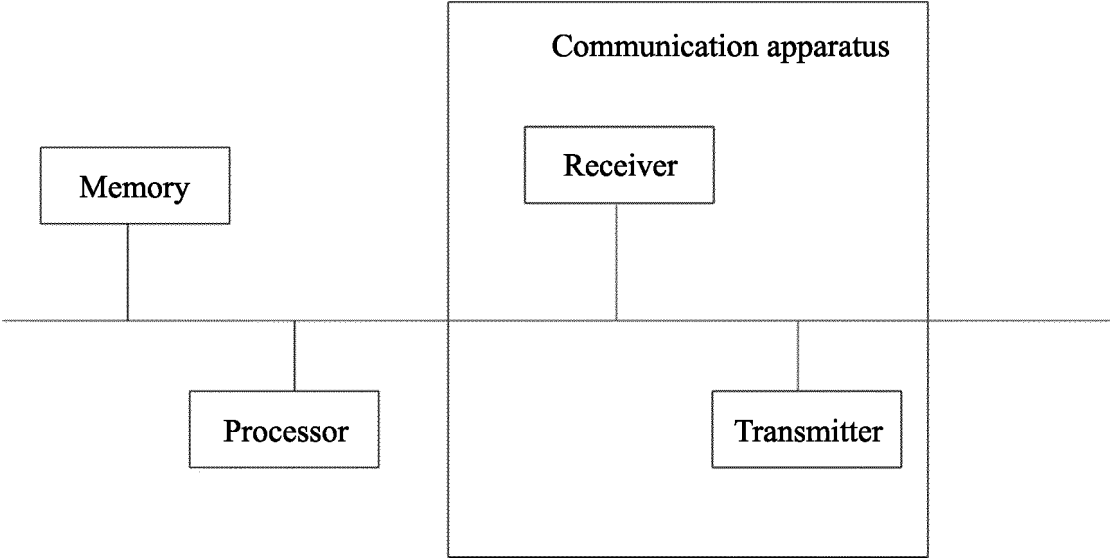 Communication apparatus
Receiver
Memory
Processor
Transmitter